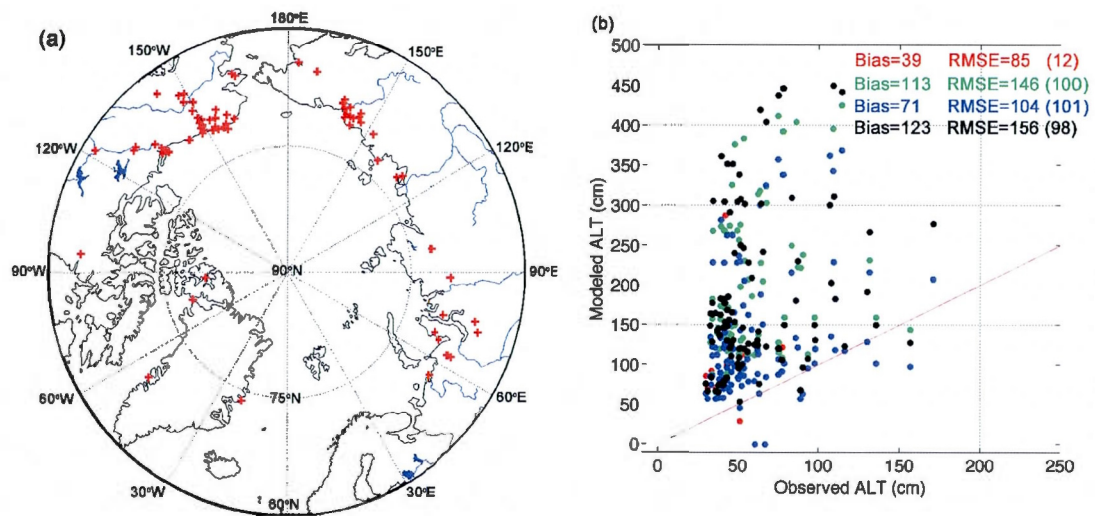 (a)
180°E
150°W
150°E
120°W
120°E
90°W
90°N
90°E
75°N
60°W
60°E
30°W
60°N
30°E
(b)
500
450
400
350
300
250
200
150
100
50
0
Modeled ALT (cm)
Bias=39 RMSE=85 (12)
Bias=113 RMSE=146 (100)
Bias=71 RMSE=104 (101)
Bias=123 RMSE=156 (98)
0 50 100 150 200 250
Observed ALT (cm)